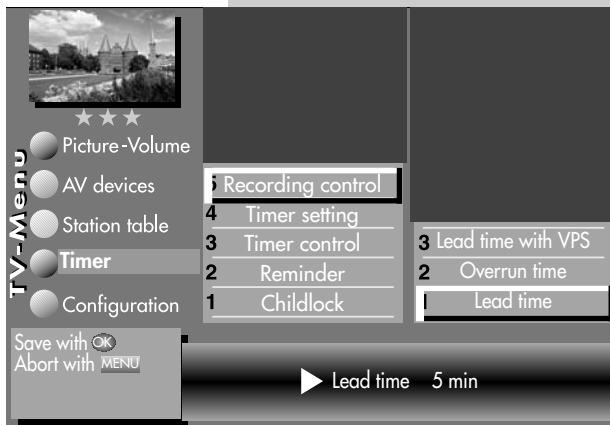 TV-Menu
Picture-Volume
AV devices
Station table
Timer
Configuration
5 Recording control
4 Timer setting
3 Timer control
2 Reminder
1 Childlock
3 Lead time with VPS
2 Overrun time
1 Lead time
Save with OK
Abort with MENU
Lead time 5 min